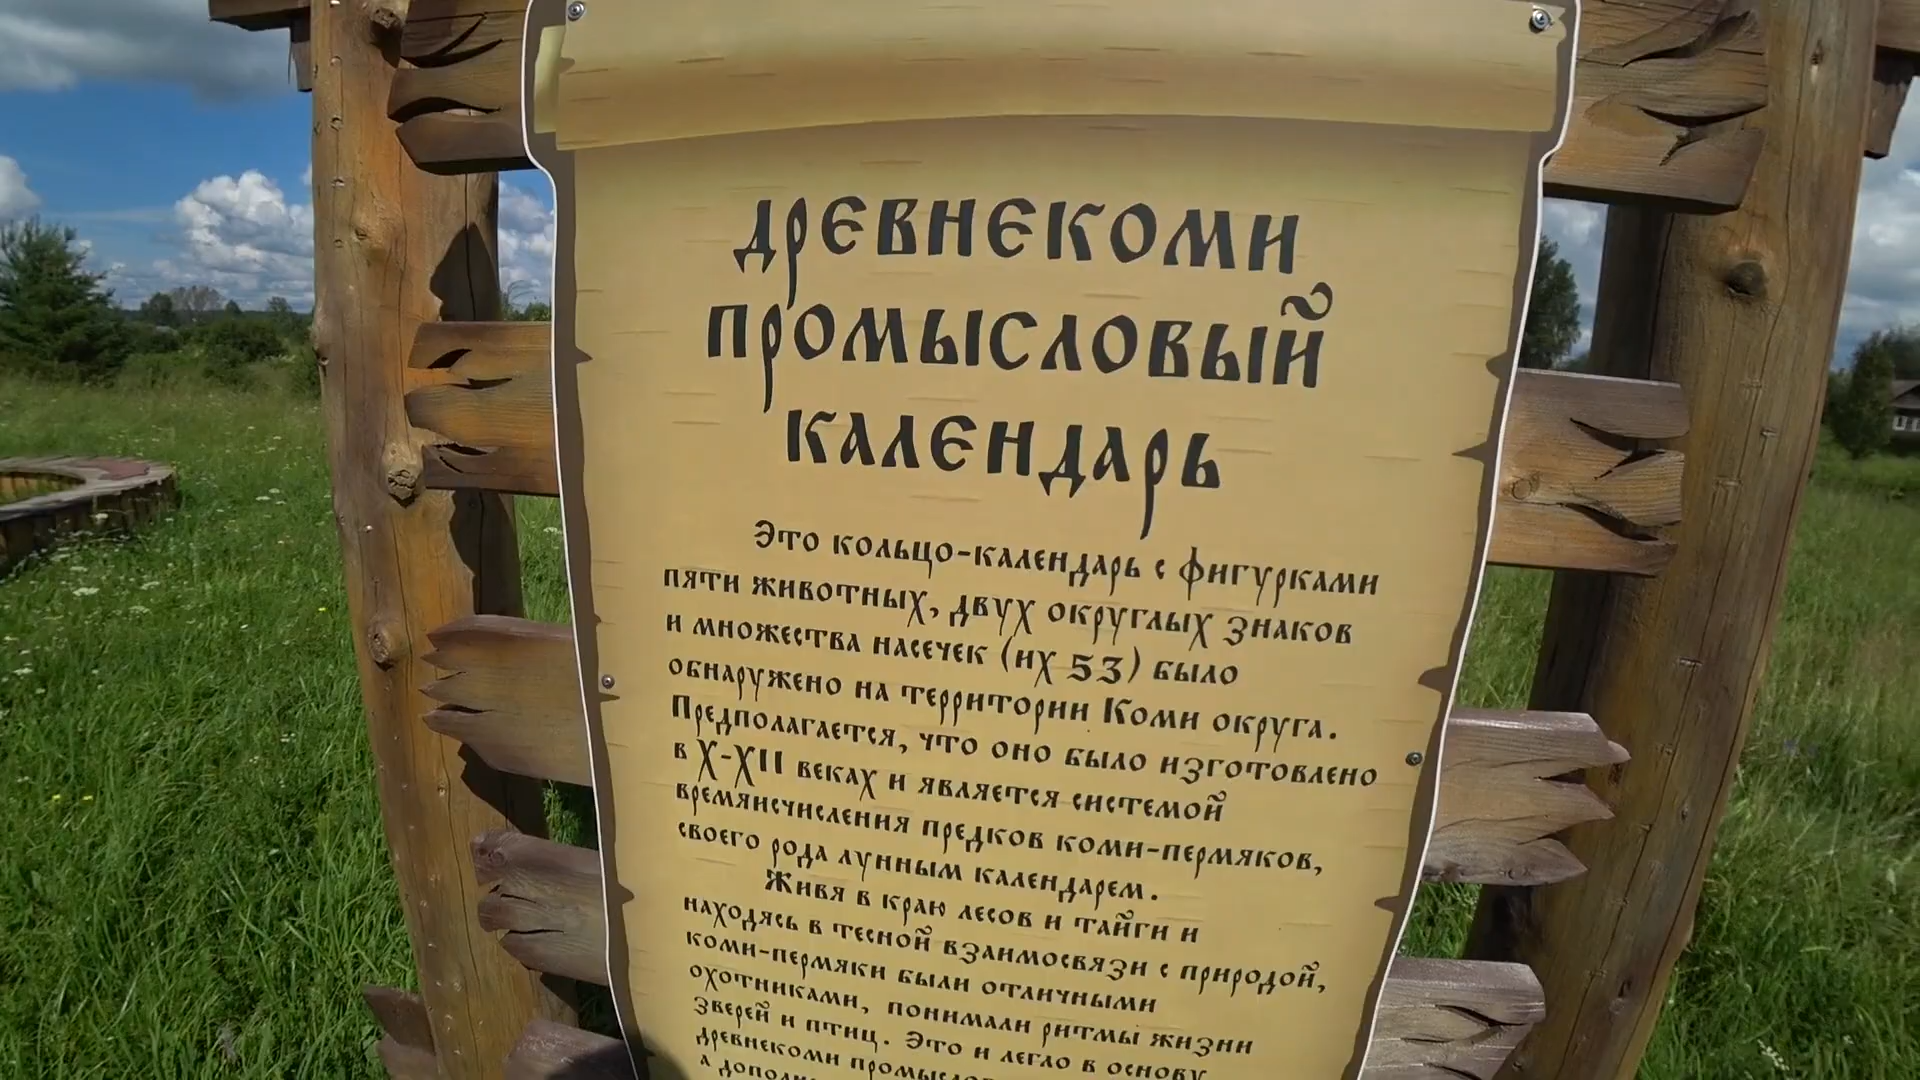 древнекоми
промысловый
календарь
Это кольцо-календарь с фигурками
пяти животных, двух округлых знаков
и множества насечек (их 53) было
обнаружено на территории Коми округа.
Предполагается, что оно было изготовлено
в X-XII веках и является системой
времяисчисления предков коми-пермяков,
своего рода лунным календарем.
Живя в краю лесов и тайги и
находясь в тесной взаимосвязи с природой,
коми-пермяки были отличными
охотниками, понимали ритмы жизни
зверей и птиц. Это и легло в основу
древнекоми
а